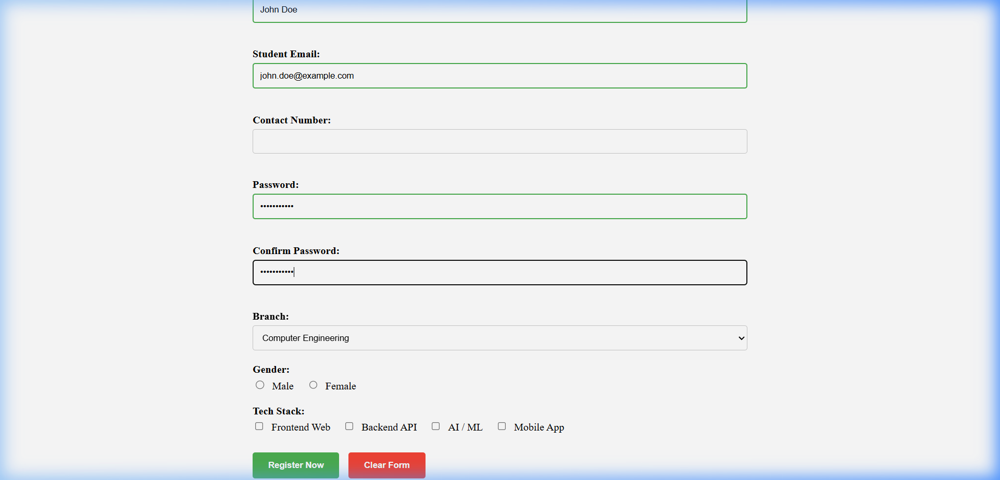 John Doe
Student Email:
john.doe@example.com
Contact Number:
Password:
•••••••••••
Confirm Password:
•••••••••••
Branch:
Computer Engineering
Gender:
Male Female
Tech Stack:
Frontend Web Backend API AI / ML Mobile App
Register Now Clear Form